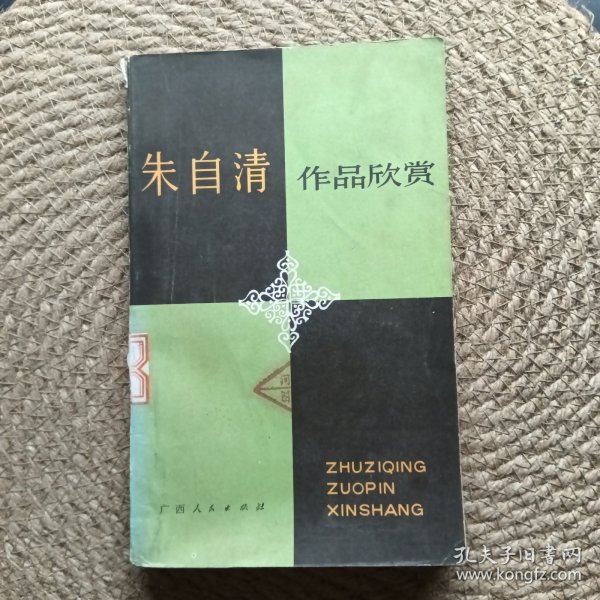 朱自清
作品欣赏
ZHUZIQING
ZUOPIN
XINSHANG
广西人民出版社
孔夫子旧书网
www.kongfz.com